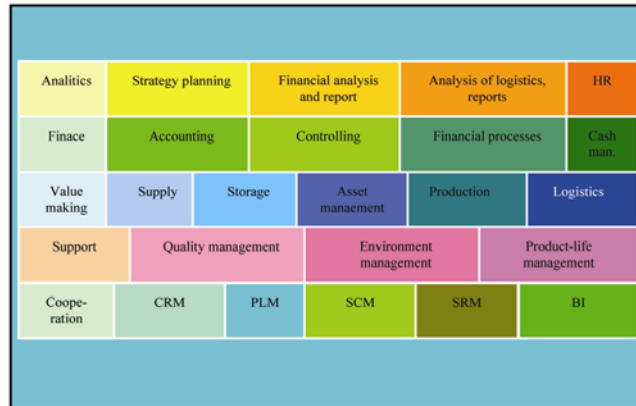 Analitics
Strategy planning
Financial analysis
and report
Analysis of logistics,
reports
HR
Finace
Accounting
Controlling
Financial processes
Cash
man.
Value
making
Supply
Storage
Asset
manaement
Production
Logistics
Support
Quality management
Environment
management
Product-life
management
Coope-
ration
CRM
PLM
SCM
SRM
BI